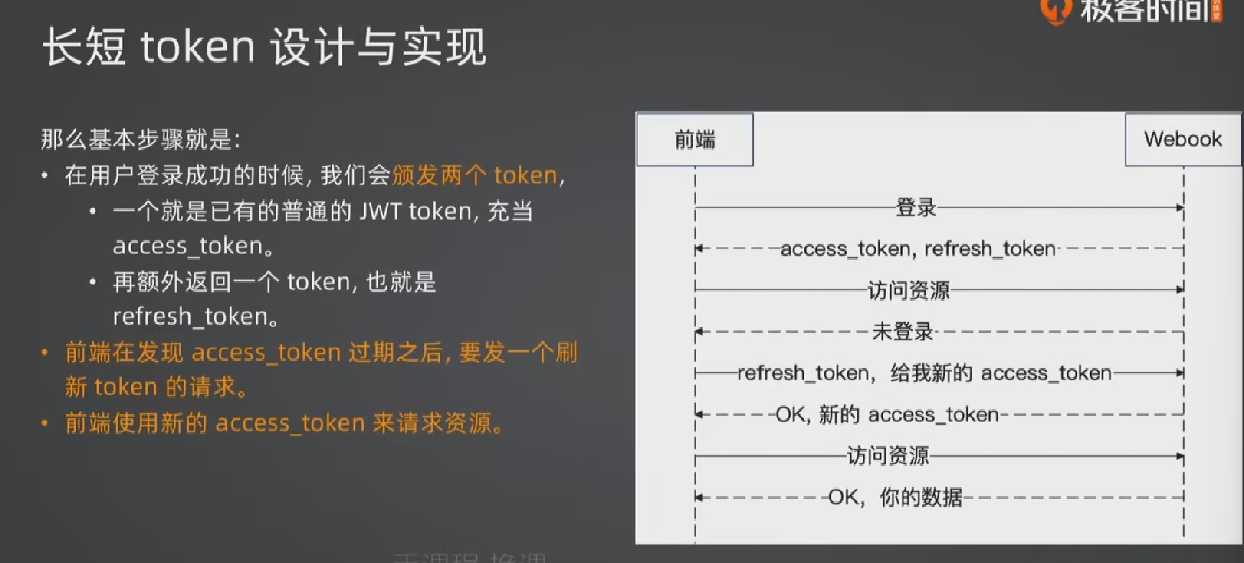 极客时间
长短 token 设计与实现
那么基本步骤就是:
• 在用户登录成功的时候, 我们会颁发两个 token,
• 一个就是已有的普通的 JWT token, 充当
access_token。
• 再额外返回一个 token, 也就是
refresh_token。
• 前端在发现 access_token 过期之后, 要发一个刷
新 token 的请求。
• 前端使用新的 access_token 来请求资源。
前端
Webook
登录
access_token, refresh_token
访问资源
未登录
refresh_token，给我新的 access_token
OK, 新的 access_token
访问资源
OK，你的数据